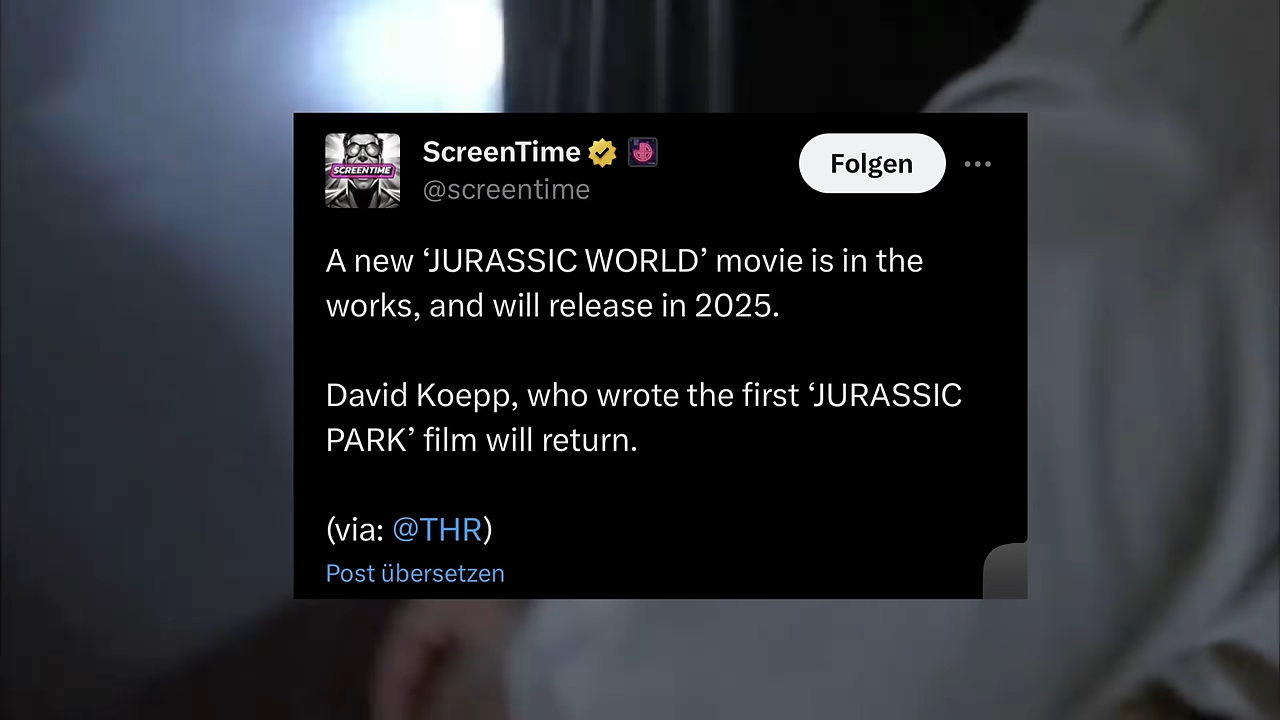 SCREENTIME
ScreenTime
@screentime
Folgen
A new ‘JURASSIC WORLD’ movie is in the
works, and will release in 2025.
David Koepp, who wrote the first ‘JURASSIC
PARK’ film will return.
(via: @THR)
Post übersetzen